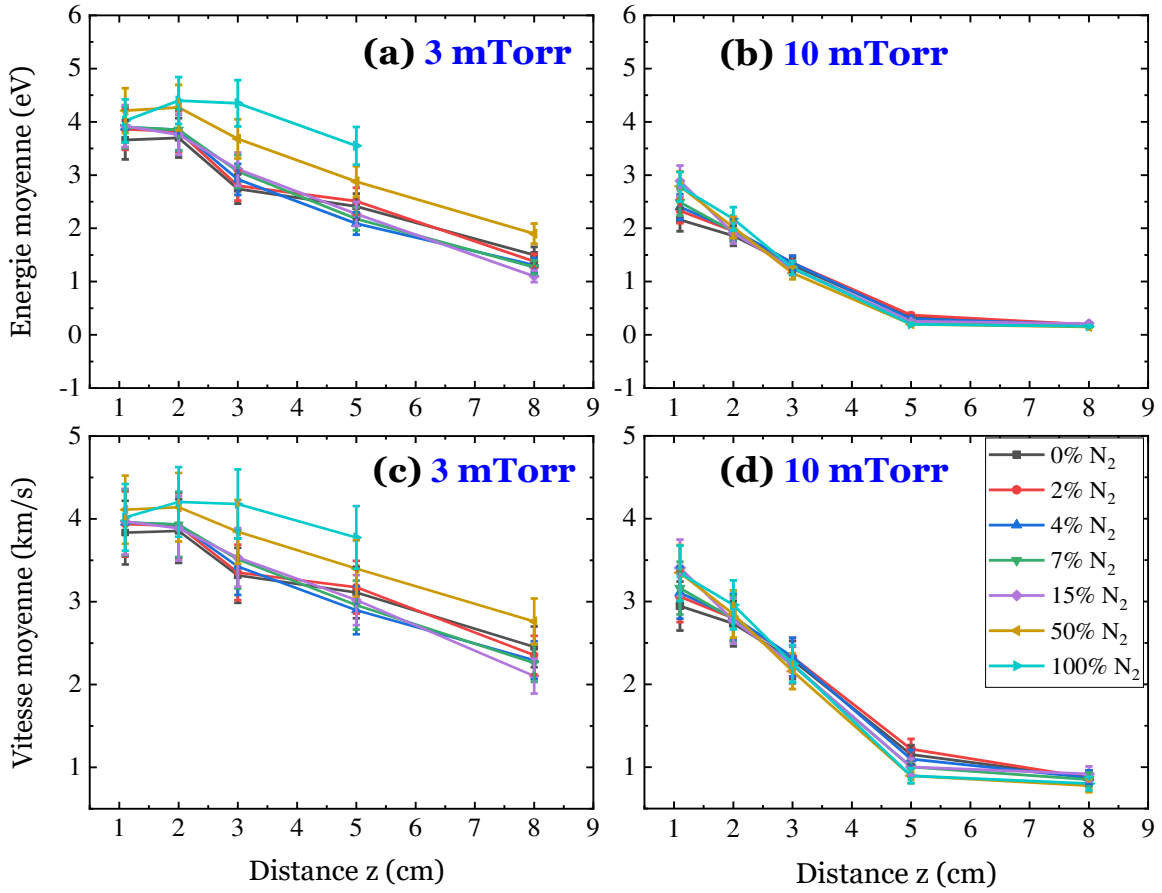 (a) 3 mTorr
(b) 10 mTorr
Energie moyenne (eV)
6
5
4
3
2
1
0
-1
1 2 3 4 5 6 7 8 9
6
5
4
3
2
1
0
-1
1 2 3 4 5 6 7 8 9
(c) 3 mTorr
(d) 10 mTorr
Vitesse moyenne (km/s)
5
4
3
2
1
1 2 3 4 5 6 7 8 9
Distance z (cm)
5
4
3
2
1
0% N₂
2% N₂
4% N₂
7% N₂
15% N₂
50% N₂
100% N₂
1 2 3 4 5 6 7 8 9
Distance z (cm)